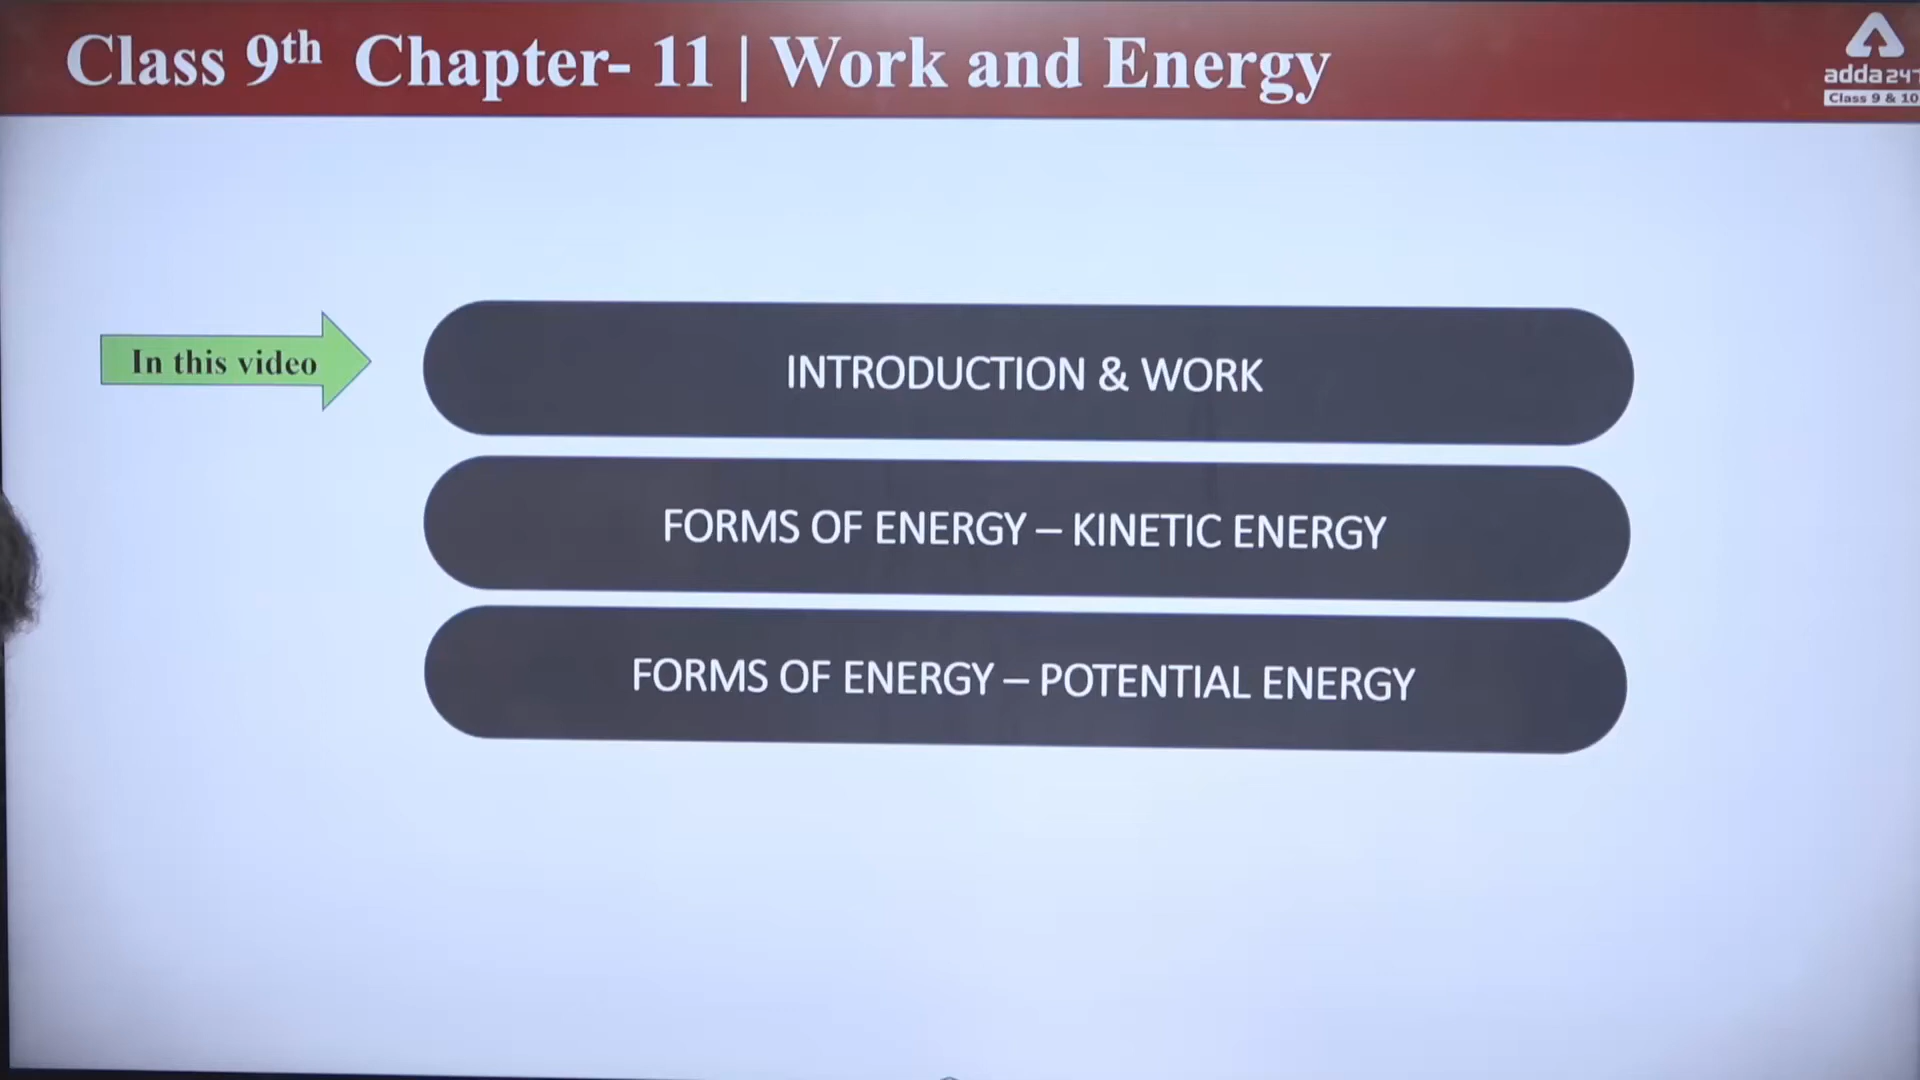 Class 9th Chapter- 11 | Work and Energy
adda247
Class 9 & 10
In this video
INTRODUCTION & WORK
FORMS OF ENERGY – KINETIC ENERGY
FORMS OF ENERGY – POTENTIAL ENERGY